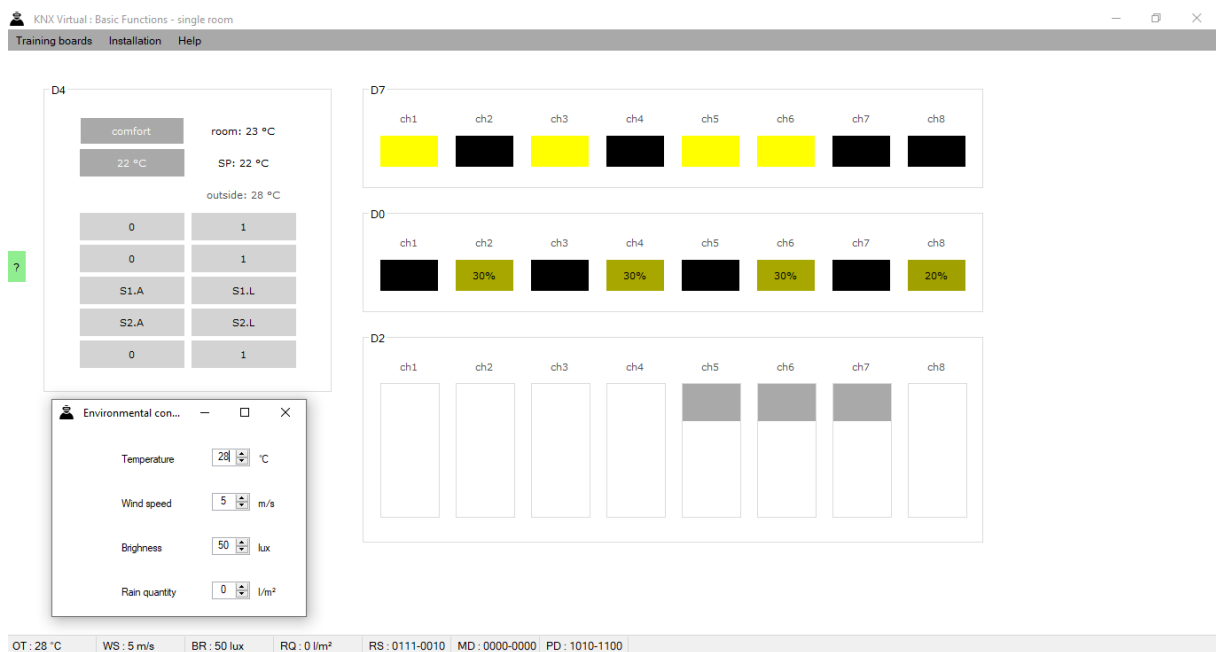 KNX Virtual : Basic Functions - single room
Training boards Installation Help
D4
comfort room: 23 °C
22 °C SP: 22 °C
outside: 28 °C
0 1
0 1
S1.A S1.L
S2.A S2.L
0 1
?
D7
ch1 ch2 ch3 ch4 ch5 ch6 ch7 ch8
D0
ch1 ch2 ch3 ch4 ch5 ch6 ch7 ch8
30% 30% 30% 20%
D2
ch1 ch2 ch3 ch4 ch5 ch6 ch7 ch8
Environmental con...
Temperature 28 °C
Wind speed 5 m/s
Brighness 50 lux
Rain quantity 0 l/m²
OT : 28 °C WS : 5 m/s BR : 50 lux RQ : 0 l/m² RS : 0111-0010 MD : 0000-0000 PD : 1010-1100